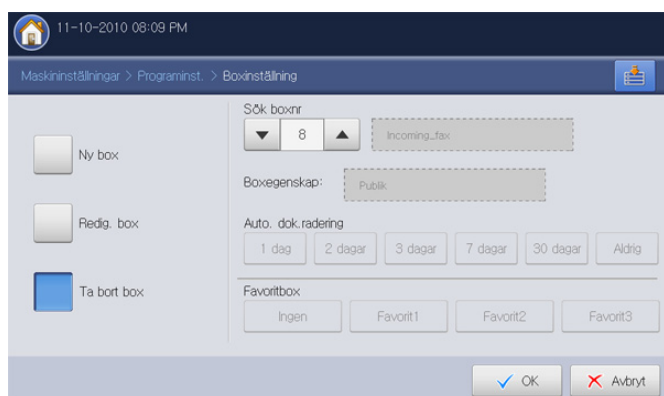 11-10-2010 08:09 PM
Maskininställningar > Programinst. > Boxinställning
Sök boxnr
8 Incoming_fax
Ny box
Boxegenskap: Publik
Redig. box
Auto. dok.radering
1 dag 2 dagar 3 dagar 7 dagar 30 dagar Aldrig
Ta bort box
Favoritbox
Ingen Favorit1 Favorit2 Favorit3
OK Avbryt